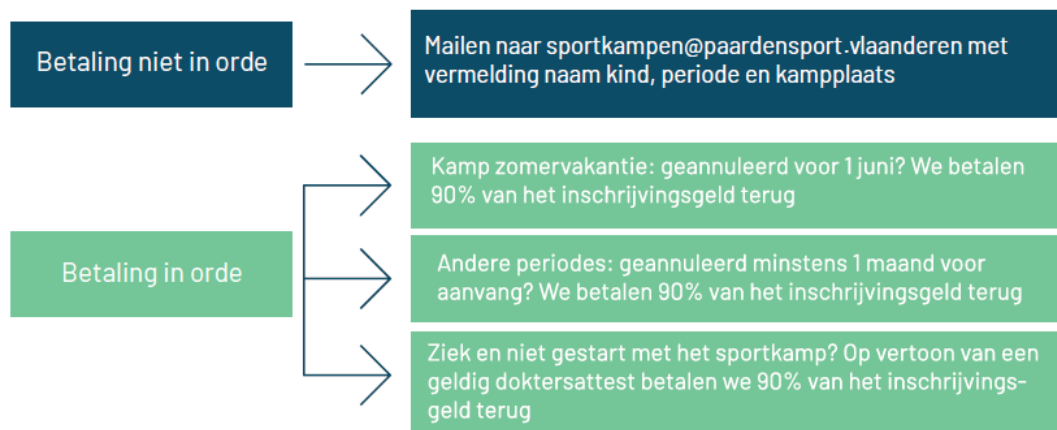 Betaling niet in orde
Mailen naar sportkampen@paardensport.vlaanderen met
vermelding naam kind, periode en kampplaats
Betaling in orde
Kamp zomervakantie: geannuleerd voor 1 juni? We betalen
90% van het inschrijvingsgeld terug
Andere periodes: geannuleerd minstens 1 maand voor
aanvang? We betalen 90% van het inschrijvingsgeld terug
Ziek en niet gestart met het sportkamp? Op vertoon van een
geldig doktersattest betalen we 90% van het inschrijvings-
geld terug